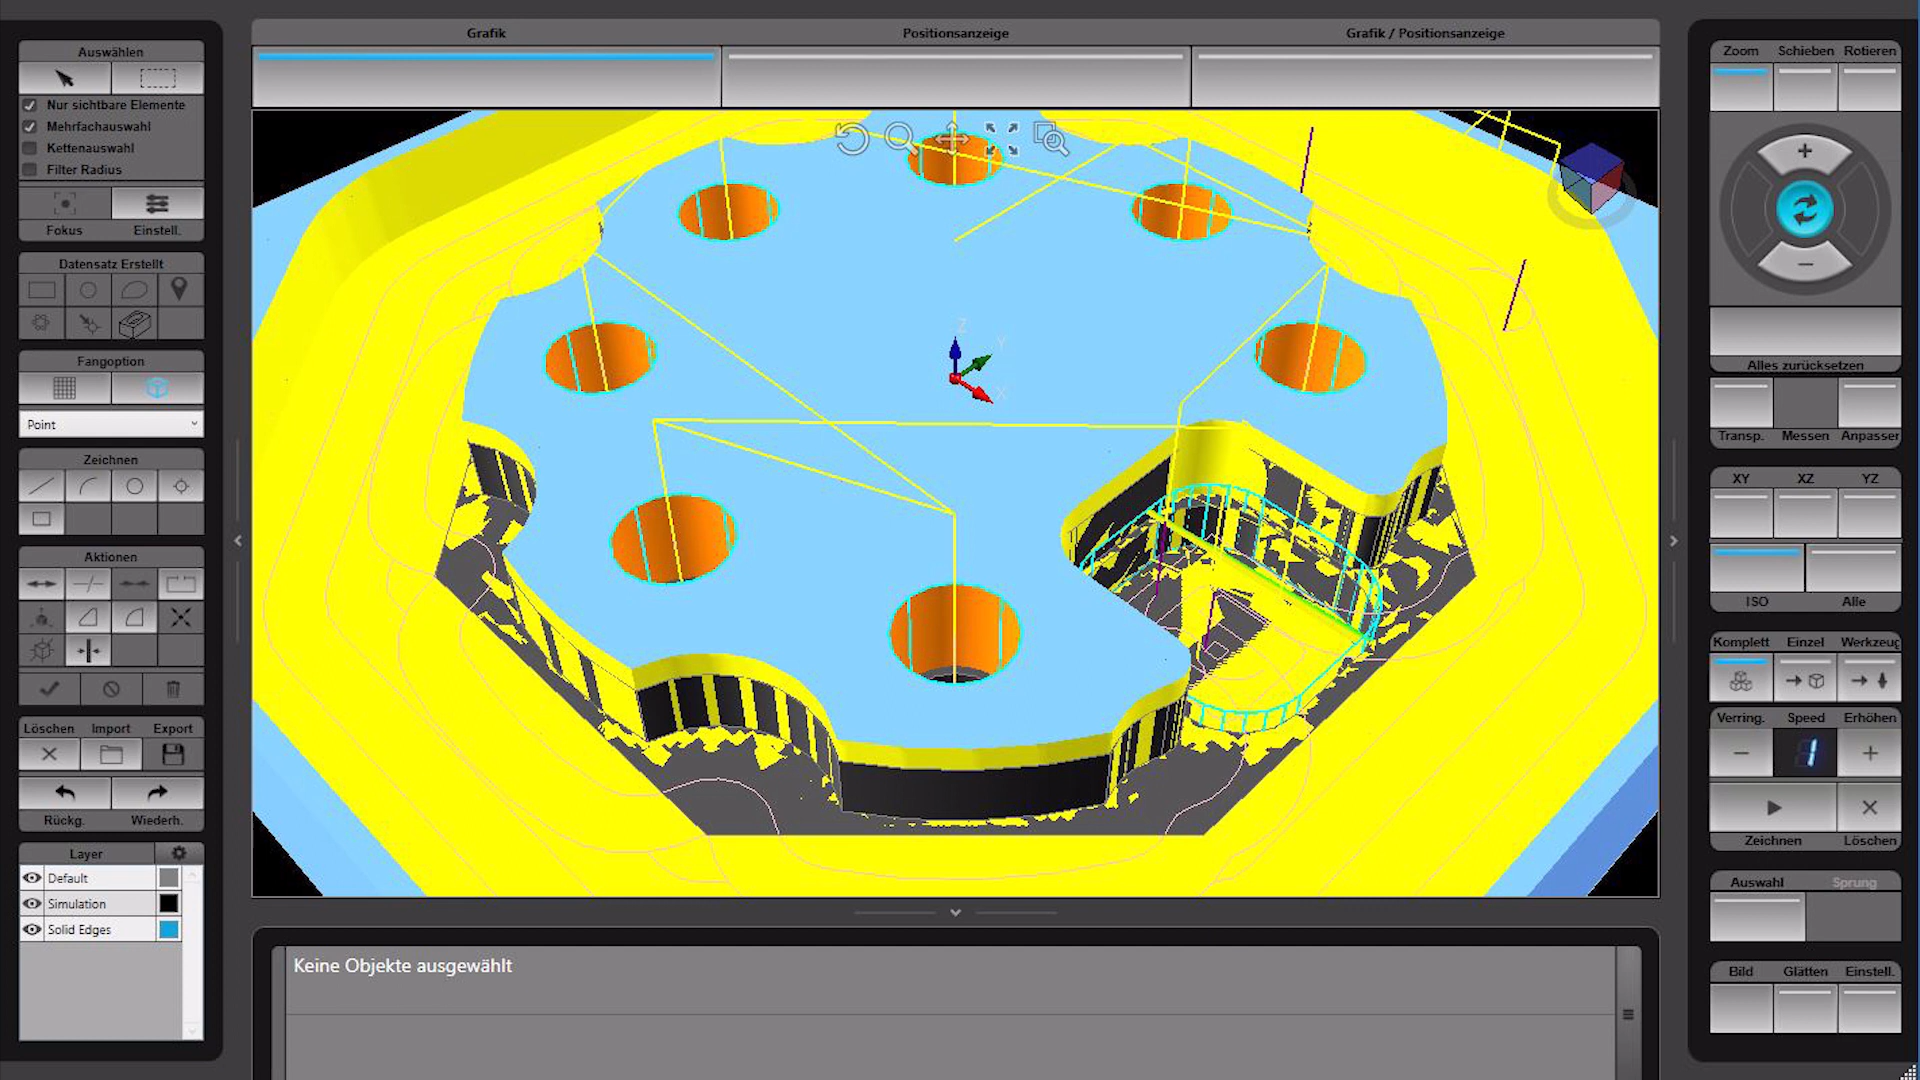 Auswählen
Nur sichtbare Elemente
Mehrfachauswahl
Kettenauswahl
Filter Radius
Fokus
Einstell.
Datensatz Erstellt
Fangoption
Point
Zeichnen
Aktionen
Löschen
Import
Export
Rückg.
Wiederh.
Layer
Default
Simulation
Solid Edges
Grafik
Positionsanzeige
Grafik / Positionsanzeige
Z
Y
X
Keine Objekte ausgewählt
Zoom
Schieben
Rotieren
Alles zurücksetzen
Transp.
Messen
Anpassen
XY
XZ
YZ
ISO
Alle
Komplett
Einzel
Werkzeug
Verring.
Speed
Erhöhen
1
Zeichnen
Löschen
Auswahl
Sprung
Bild
Glätten
Einstell.